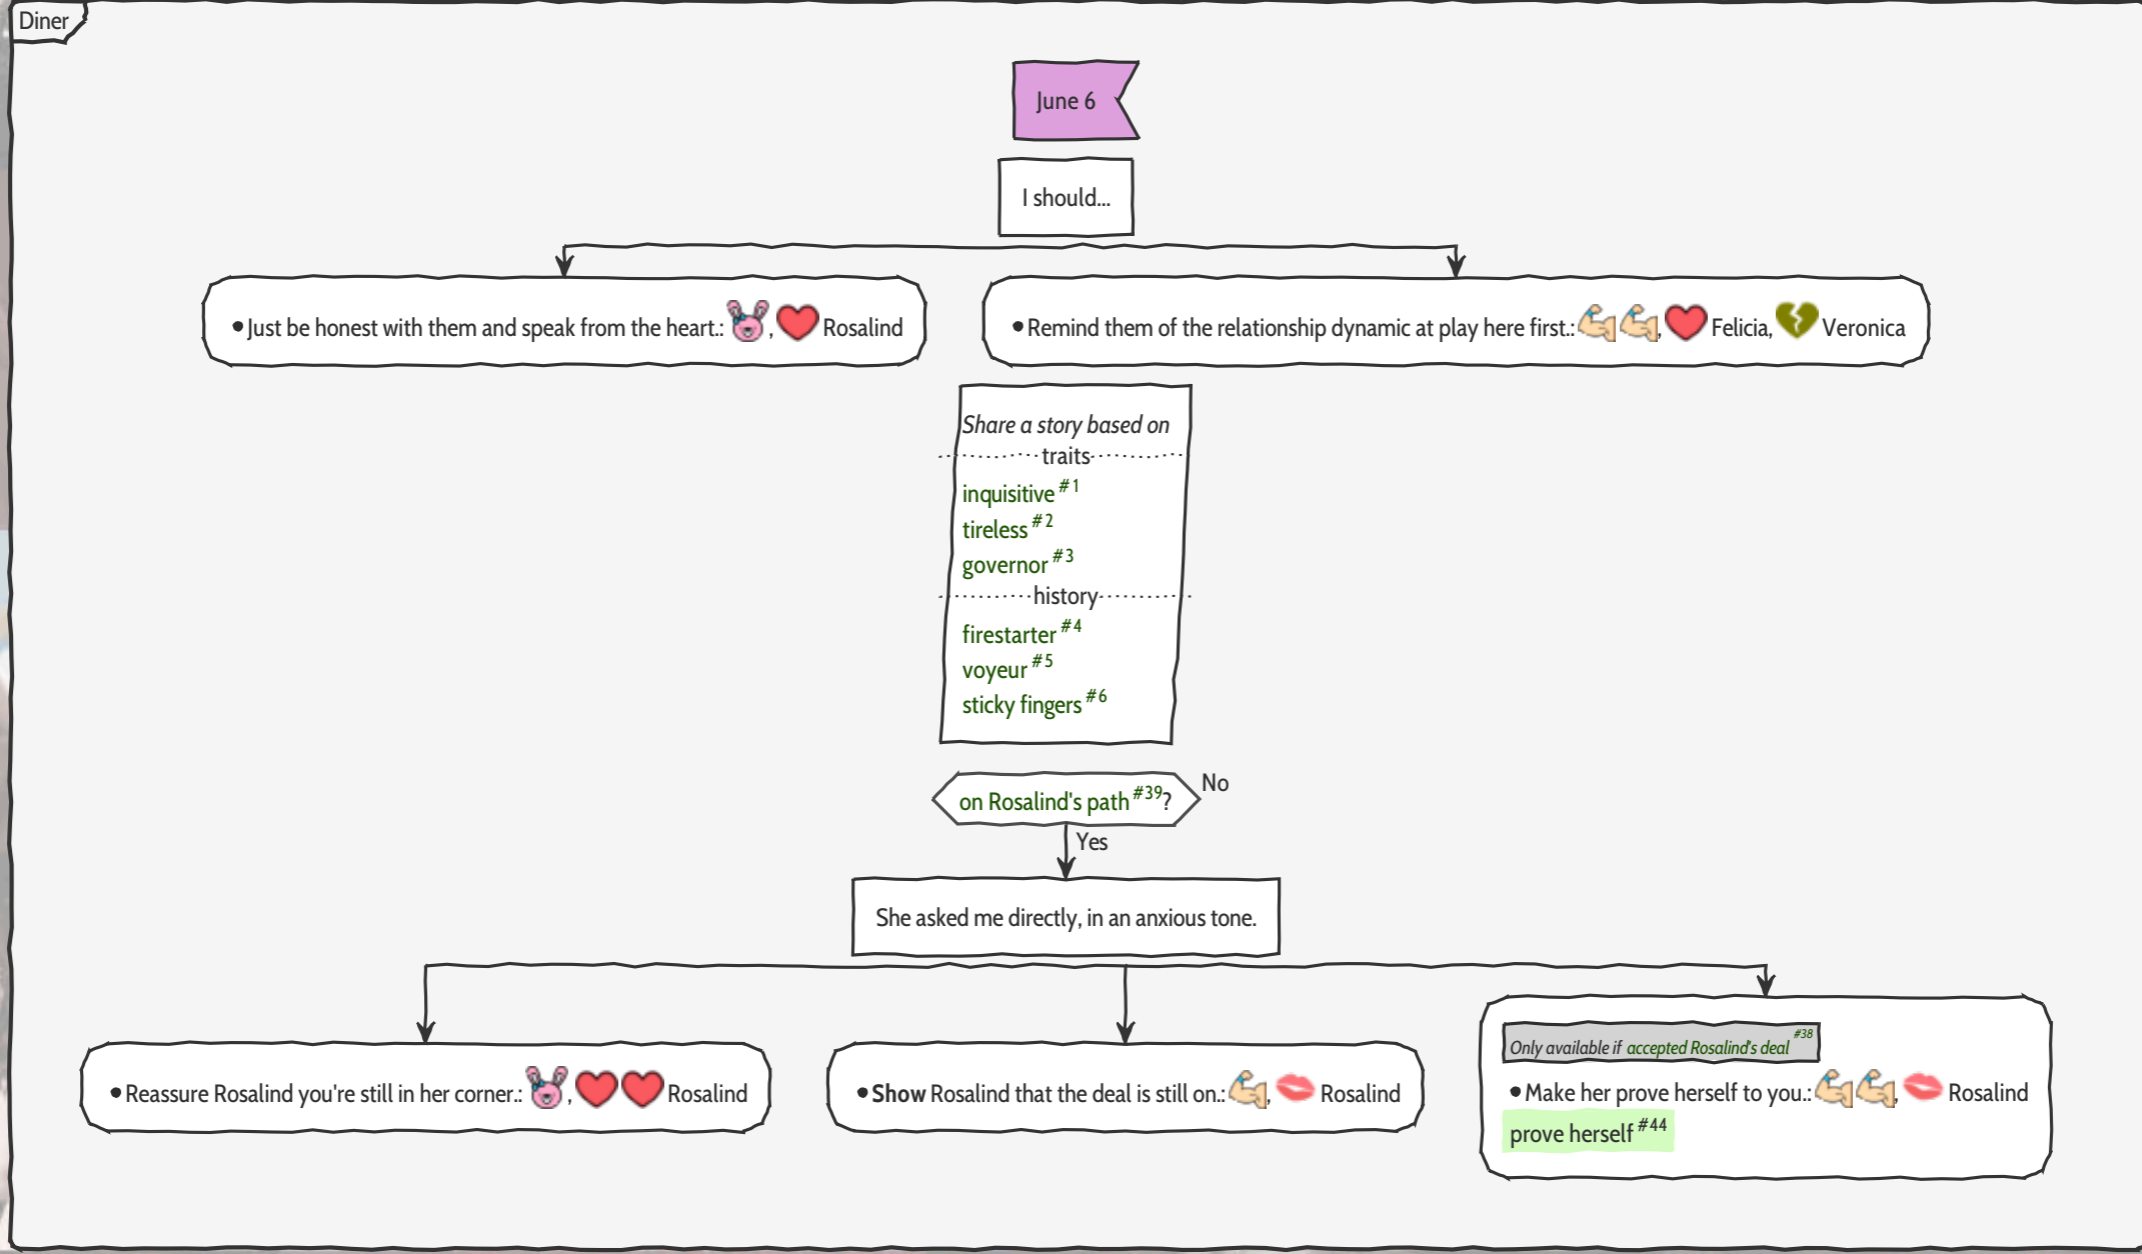 Diner
June 6
I should...
•Just be honest with them and speak from the heart.: , Rosalind
•Remind them of the relationship dynamic at play here first.: , Felicia, Veronica
Share a story based on
traits
inquisitive #1
tireless #2
governor #3
history
firestarter #4
voyeur #5
sticky fingers #6
on Rosalind's path #39?
No
Yes
She asked me directly, in an anxious tone.
•Reassure Rosalind you're still in her corner.: , Rosalind
•Show Rosalind that the deal is still on.: , Rosalind
Only available if accepted Rosalind's deal #38
•Make her prove herself to you.: , Rosalind
prove herself #44